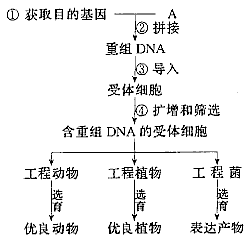 ① 获取目的基因 A
② 拼接
重组 DNA
③ 导入
受体细胞
④ 扩增和筛选
含重组 DNA 的受体细胞
工程动物 工程植物 工程菌
选育 选育 选育
优良动物 优良植物 表达产物